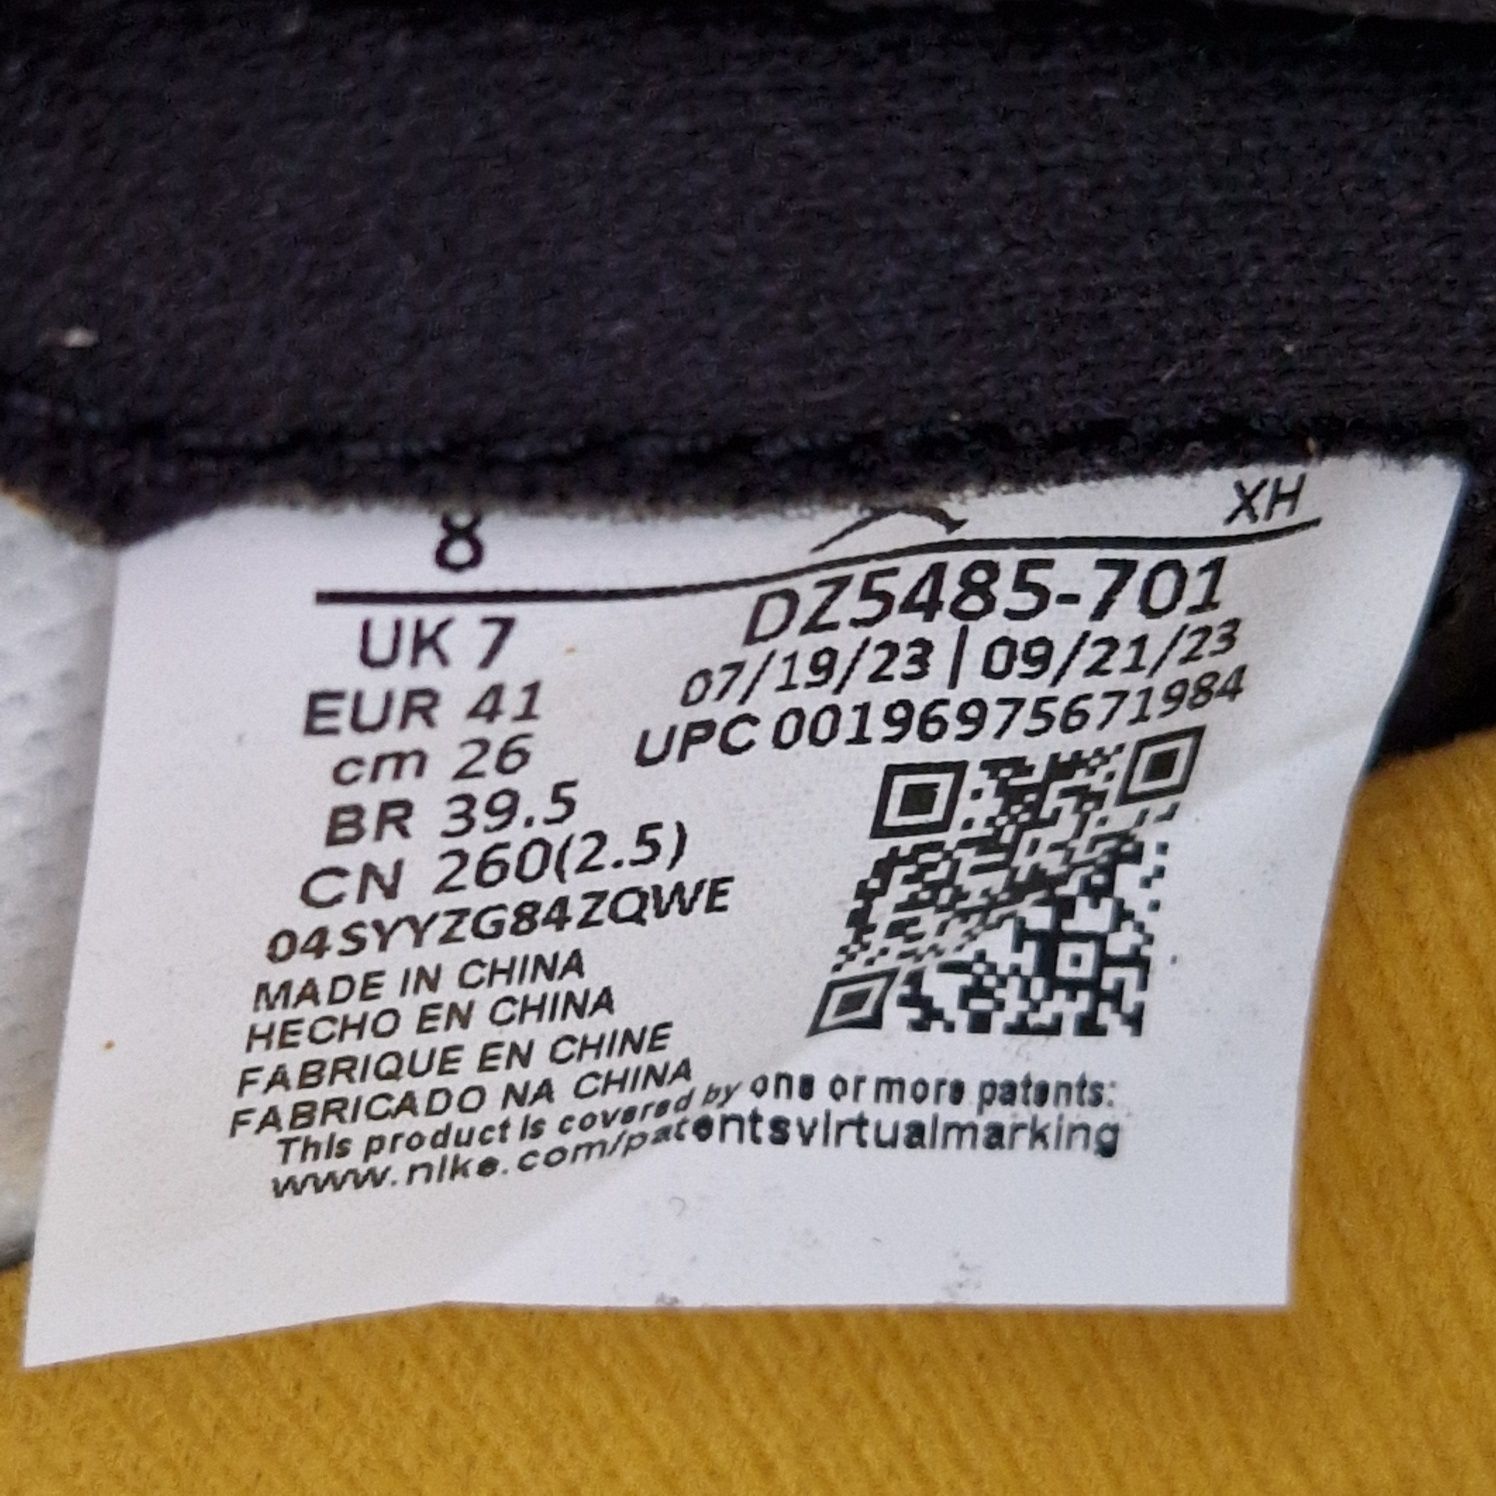 8
XH
UK 7
EUR 41
cm 26
BR 39.5
CN 260(2.5)
04SYYZG84ZQWE
DZ5485-701
07/19/23 | 09/21/23
UPC 00196975671984
MADE IN CHINA
HECHO EN CHINA
FABRIQUE EN CHINE
FABRICADO NA CHINA
This product is covered by one or more patents:
www.nike.com/patentsvirtualmarking